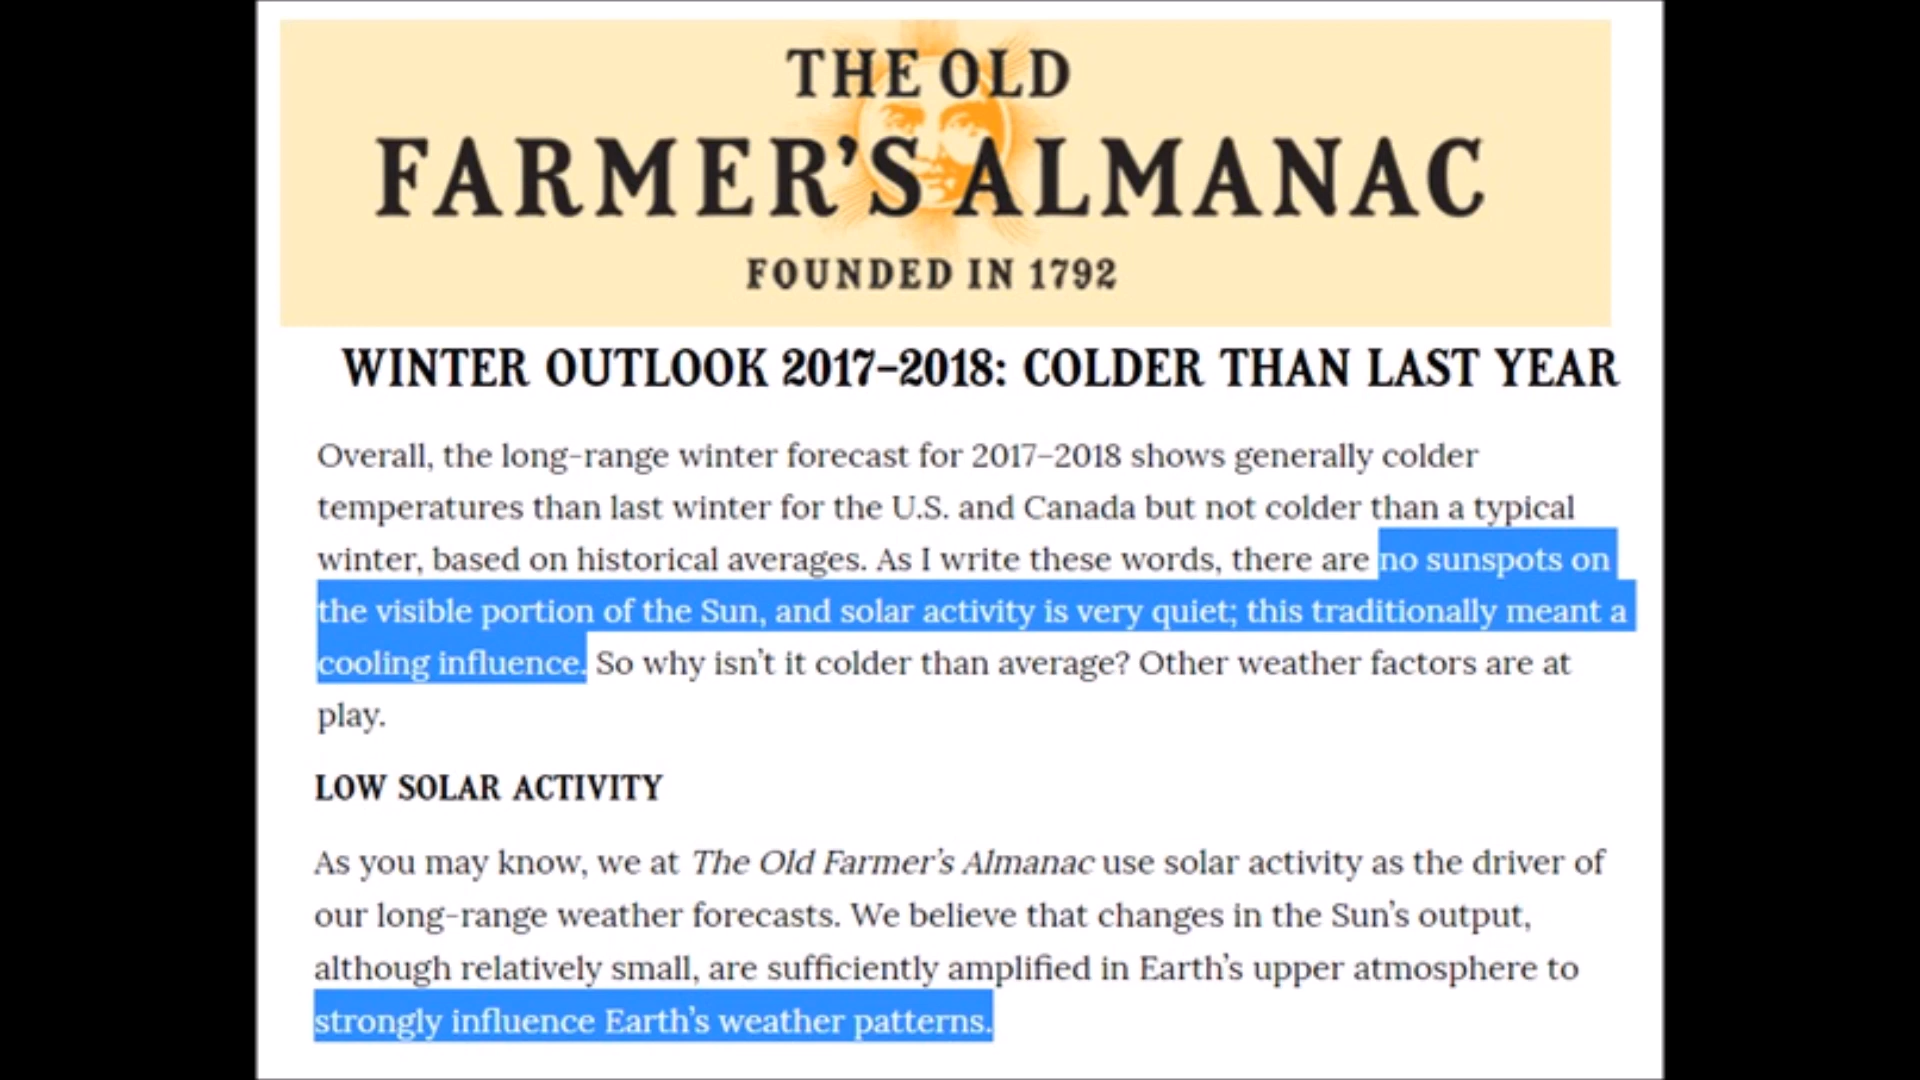 THE OLD
FARMER'S ALMANAC
FOUNDED IN 1792
WINTER OUTLOOK 2017–2018: COLDER THAN LAST YEAR
Overall, the long-range winter forecast for 2017–2018 shows generally colder
temperatures than last winter for the U.S. and Canada but not colder than a typical
winter, based on historical averages. As I write these words, there are no sunspots on
the visible portion of the Sun, and solar activity is very quiet; this traditionally meant a
cooling influence. So why isn't it colder than average? Other weather factors are at
play.
LOW SOLAR ACTIVITY
As you may know, we at The Old Farmer's Almanac use solar activity as the driver of
our long-range weather forecasts. We believe that changes in the Sun's output,
although relatively small, are sufficiently amplified in Earth's upper atmosphere to
strongly influence Earth's weather patterns.